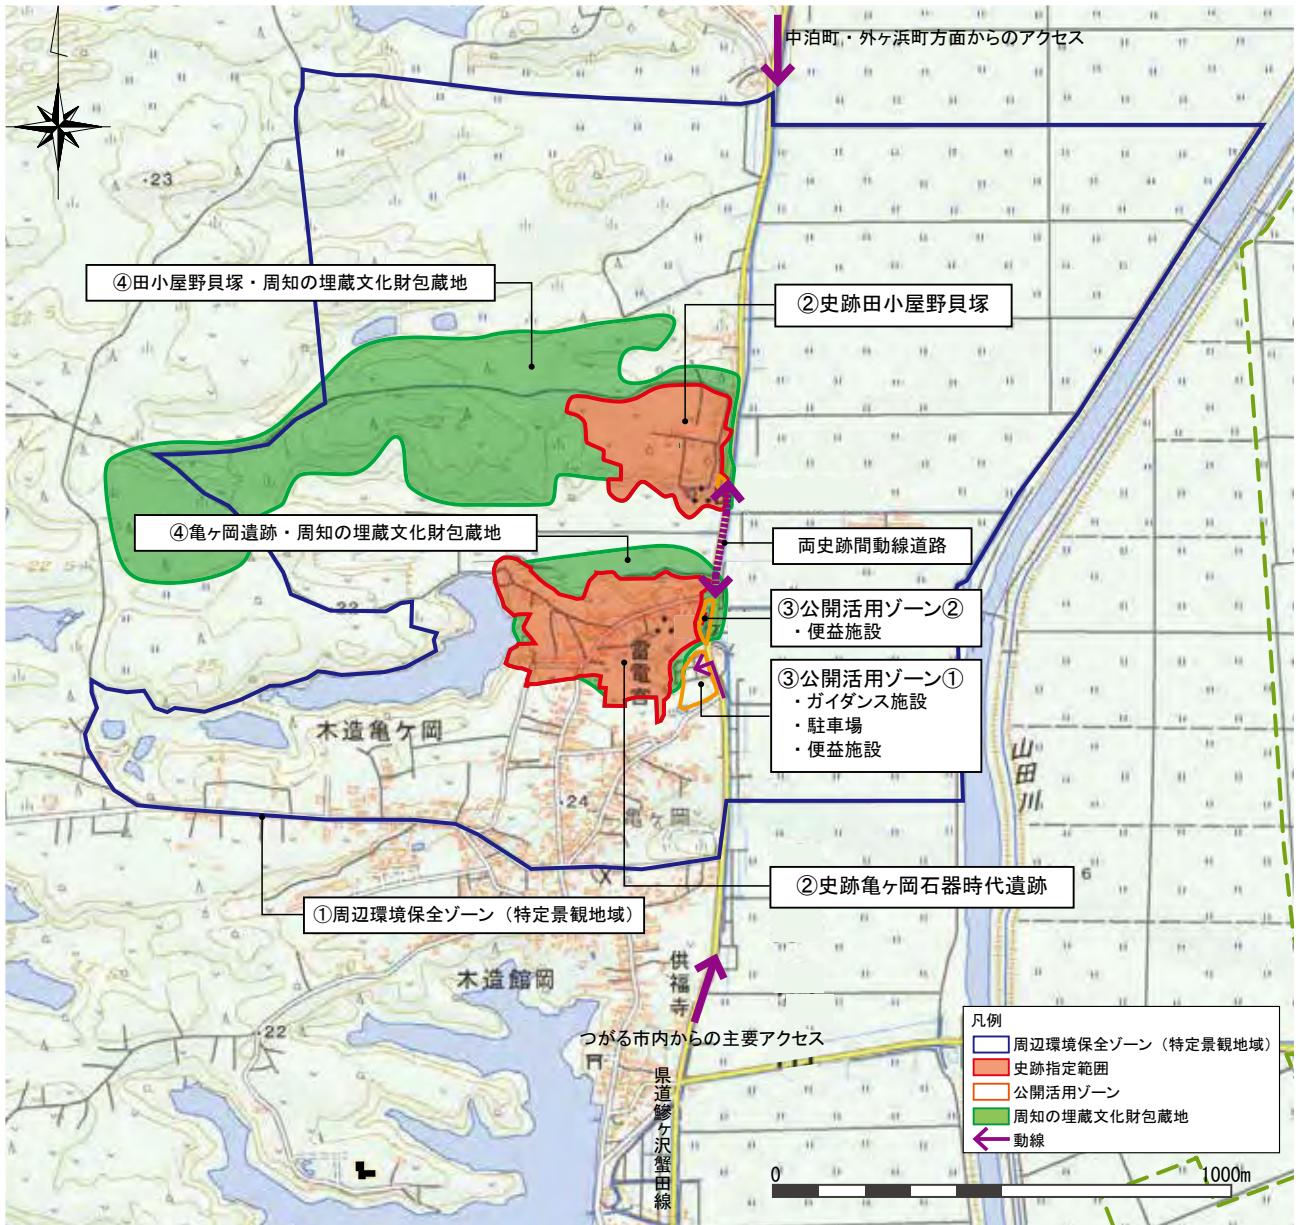 中泊町・外ヶ浜町方面からのアクセス
・23
④田小屋野貝塚・周知の埋蔵文化財包蔵地
②史跡田小屋野貝塚
④亀ヶ岡遺跡・周知の埋蔵文化財包蔵地
両史跡間動線道路
22
③公開活用ゾーン②
・便益施設
雷電宮
③公開活用ゾーン①
・ガイダンス施設
・駐車場
・便益施設
木造亀ケ岡
山田川
・24
亀ヶ岡
②史跡亀ヶ岡石器時代遺跡
6
①周辺環境保全ゾーン（特定景観地域）
木造館岡
供福寺
・22
つがる市内からの主要アクセス
県道鰺ヶ沢蟹田線
凡例
周辺環境保全ゾーン（特定景観地域）
史跡指定範囲
公開活用ゾーン
周知の埋蔵文化財包蔵地
動線
0 1000m